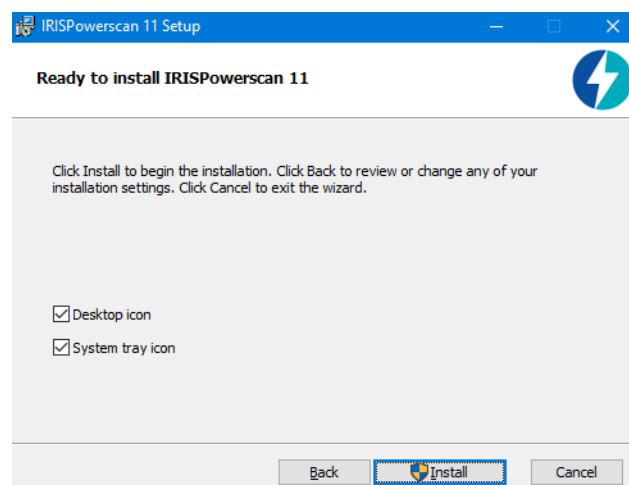 IRISPowerscan 11 Setup
Ready to install IRISPowerscan 11
Click Install to begin the installation. Click Back to review or change any of your
installation settings. Click Cancel to exit the wizard.
Desktop icon
System tray icon
Back Install Cancel